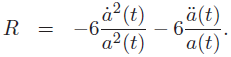 R = −6 ȧ²(t)/a²(t) − 6 ä(t)/a(t).